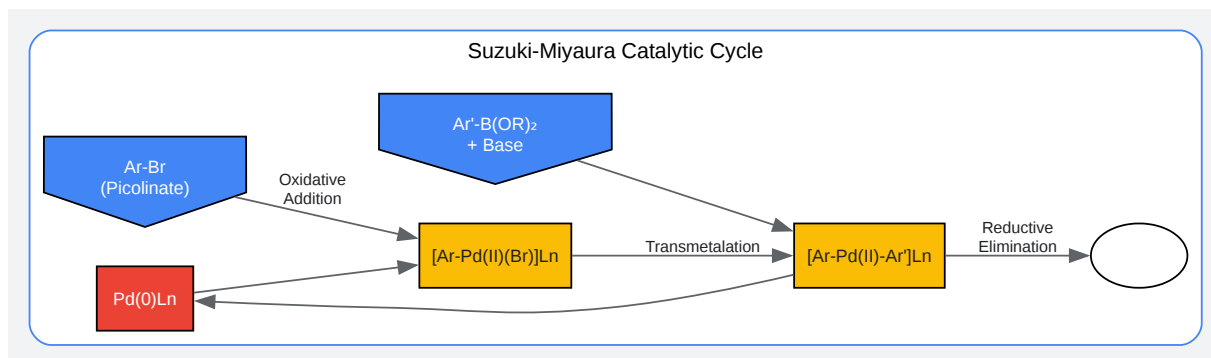 Suzuki-Miyaura Catalytic Cycle
Ar'-B(OR)₂
+ Base
Ar-Br
(Picolinate)
Oxidative
Addition
[Ar-Pd(II)(Br)]Ln
Transmetalation
[Ar-Pd(II)-Ar']Ln
Reductive
Elimination
Pd(0)Ln